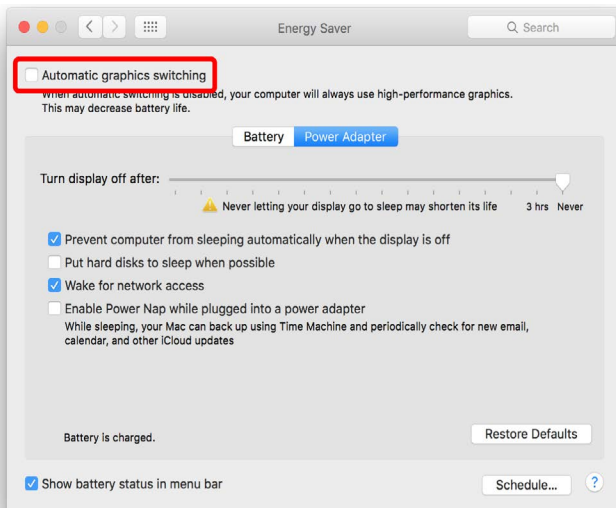 Energy Saver
Search
Automatic graphics switching
When automatic switching is disabled, your computer will always use high-performance graphics.
This may decrease battery life.
Battery
Power Adapter
Turn display off after:
Never letting your display go to sleep may shorten its life
3 hrs
Never
Prevent computer from sleeping automatically when the display is off
Put hard disks to sleep when possible
Wake for network access
Enable Power Nap while plugged into a power adapter
While sleeping, your Mac can back up using Time Machine and periodically check for new email,
calendar, and other iCloud updates
Battery is charged.
Restore Defaults
Show battery status in menu bar
Schedule...
?